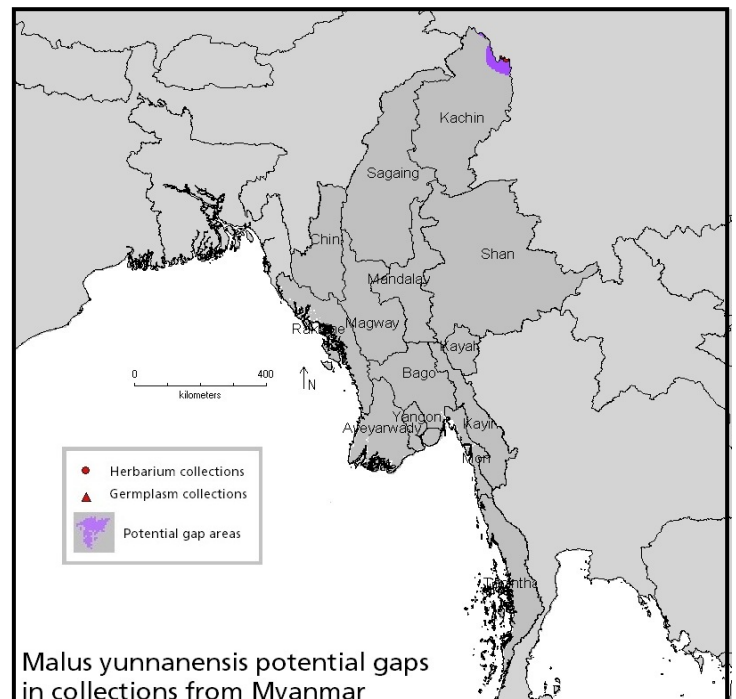 Kachin
Sagaing
Chin
Shan
Mandalay
Magway
Kayah
Bago
0 400
kilometers
N
Yangon
Ayeyarwady
Kayin
Mon
Herbarium collections
Germplasm collections
Potential gap areas
Malus yunnanensis potential gaps
in collections from Myanmar